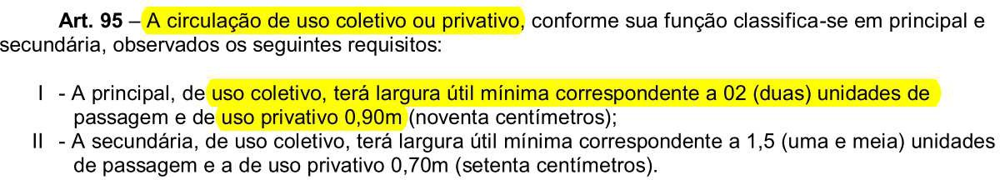 Art. 95 – A circulação de uso coletivo ou privativo, conforme sua função classifica-se em principal e
secundária, observados os seguintes requisitos:
I - A principal, de uso coletivo, terá largura útil mínima correspondente a 02 (duas) unidades de
passagem e de uso privativo 0,90m (noventa centímetros);
II - A secundária, de uso coletivo, terá largura útil mínima correspondente a 1,5 (uma e meia) unidades
de passagem e a de uso privativo 0,70m (setenta centímetros).